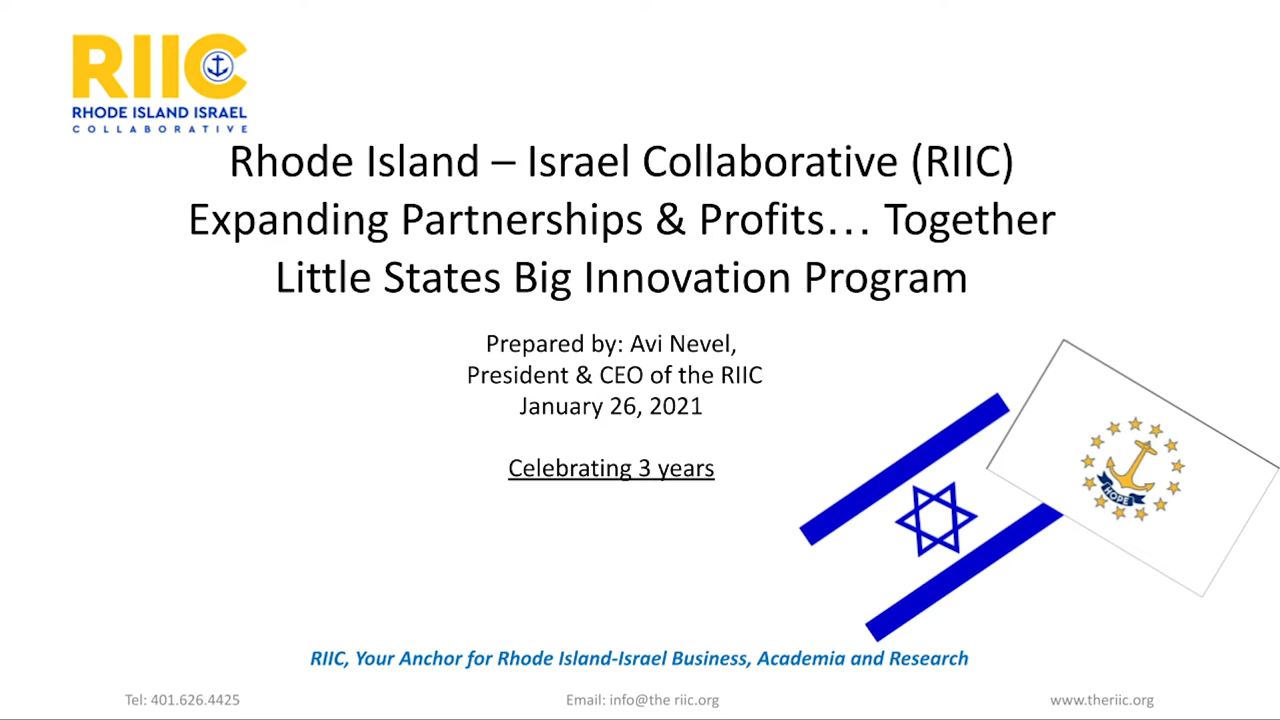 RIIC
RHODE ISLAND ISRAEL
COLLABORATIVE
Rhode Island – Israel Collaborative (RIIC)
Expanding Partnerships & Profits… Together
Little States Big Innovation Program
Prepared by: Avi Nevel,
President & CEO of the RIIC
January 26, 2021
Celebrating 3 years
HOPE
RIIC, Your Anchor for Rhode Island-Israel Business, Academia and Research
Tel: 401.626.4425 Email: info@the riic.org www.theriic.org